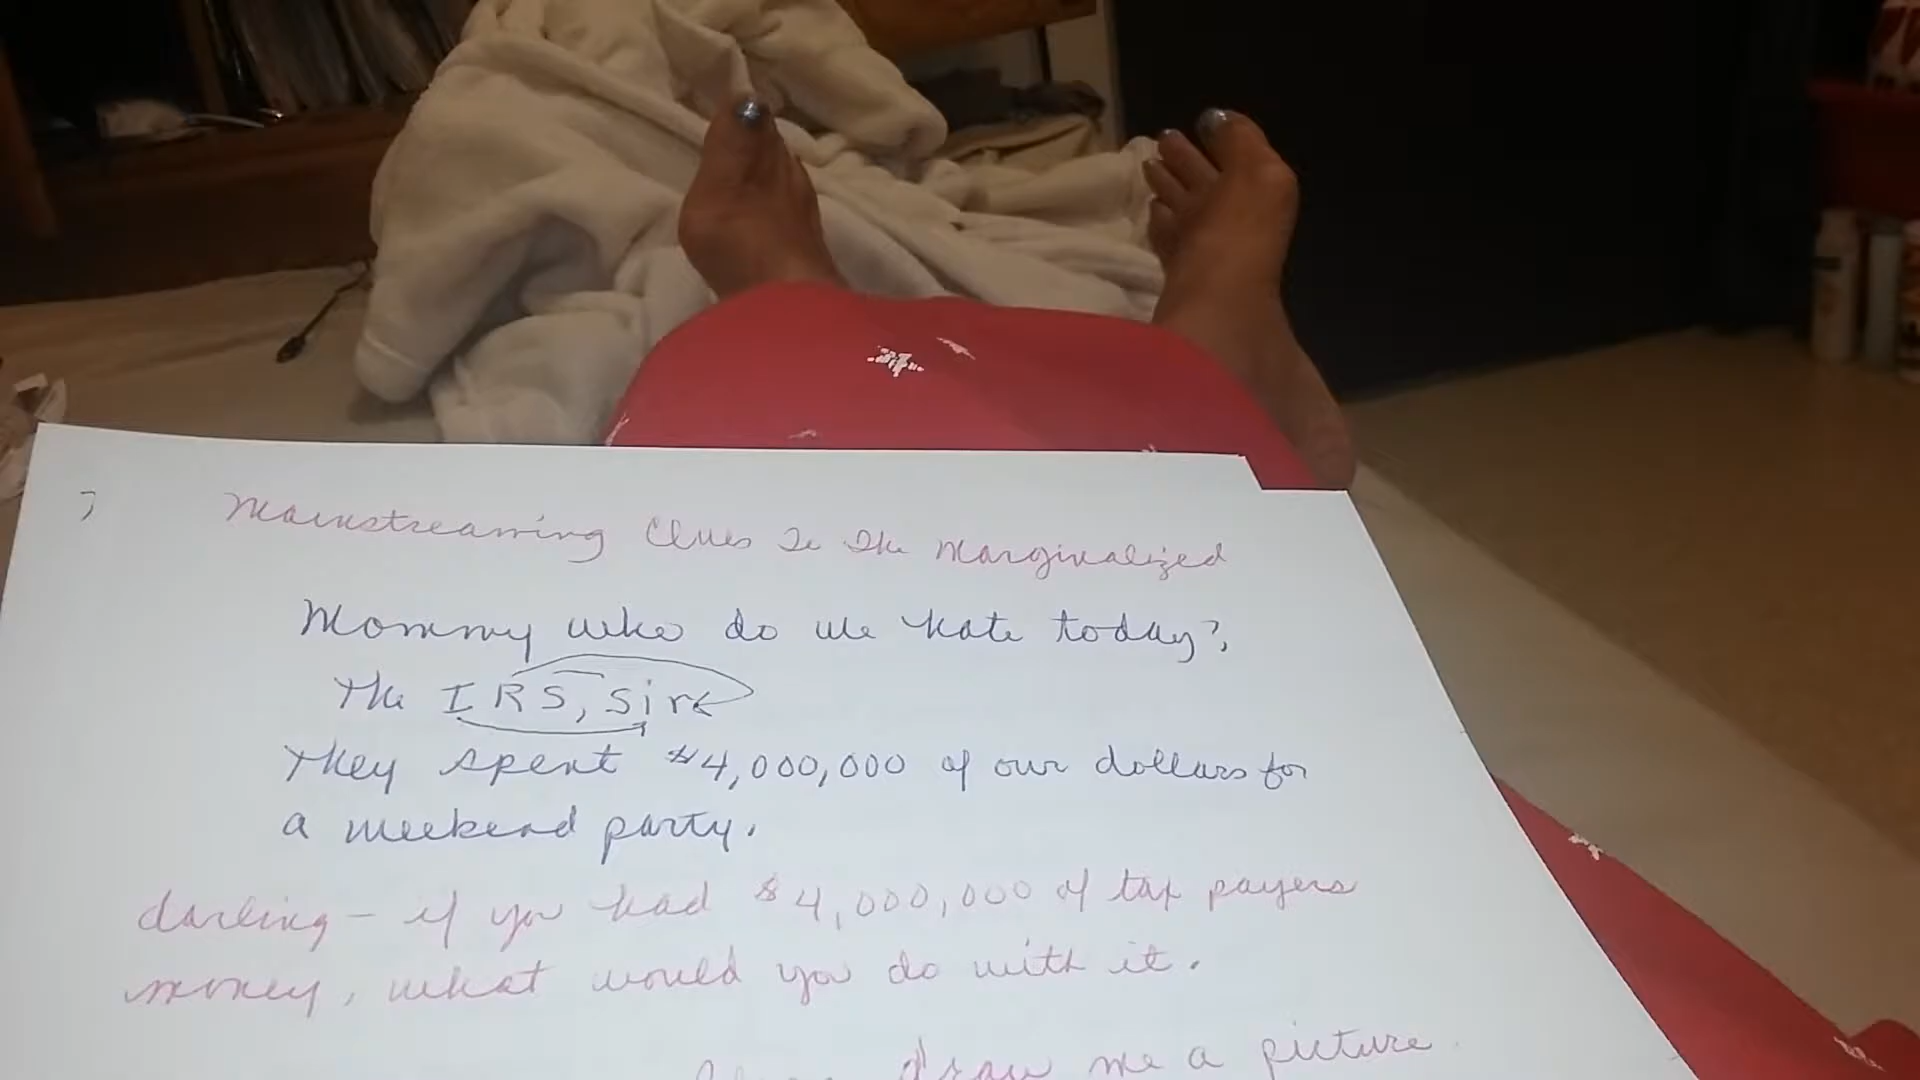 7
Mainstreaming Clues To The Marginalized
Mommy who do we hate today?,
The IRS, Sir
They spent $4,000,000 of our dollars for
a weekend party.
darling - if you had $4,000,000 of tax payers
money, what would you do with it.
draw me a picture